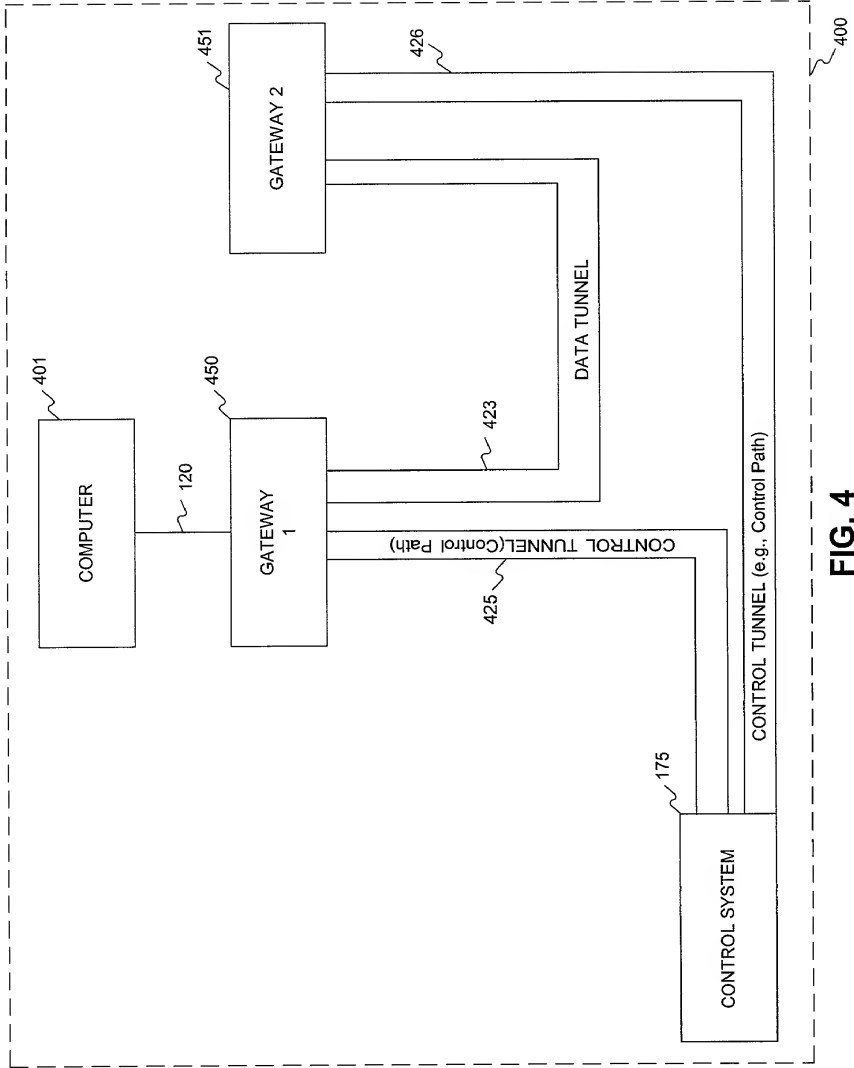 COMPUTER
401
120
GATEWAY
1
450
GATEWAY 2
451
CONTROL TUNNEL(Control Path)
425
423
DATA TUNNEL
426
CONTROL SYSTEM
175
CONTROL TUNNEL (e.g., Control Path)
400
FIG. 4